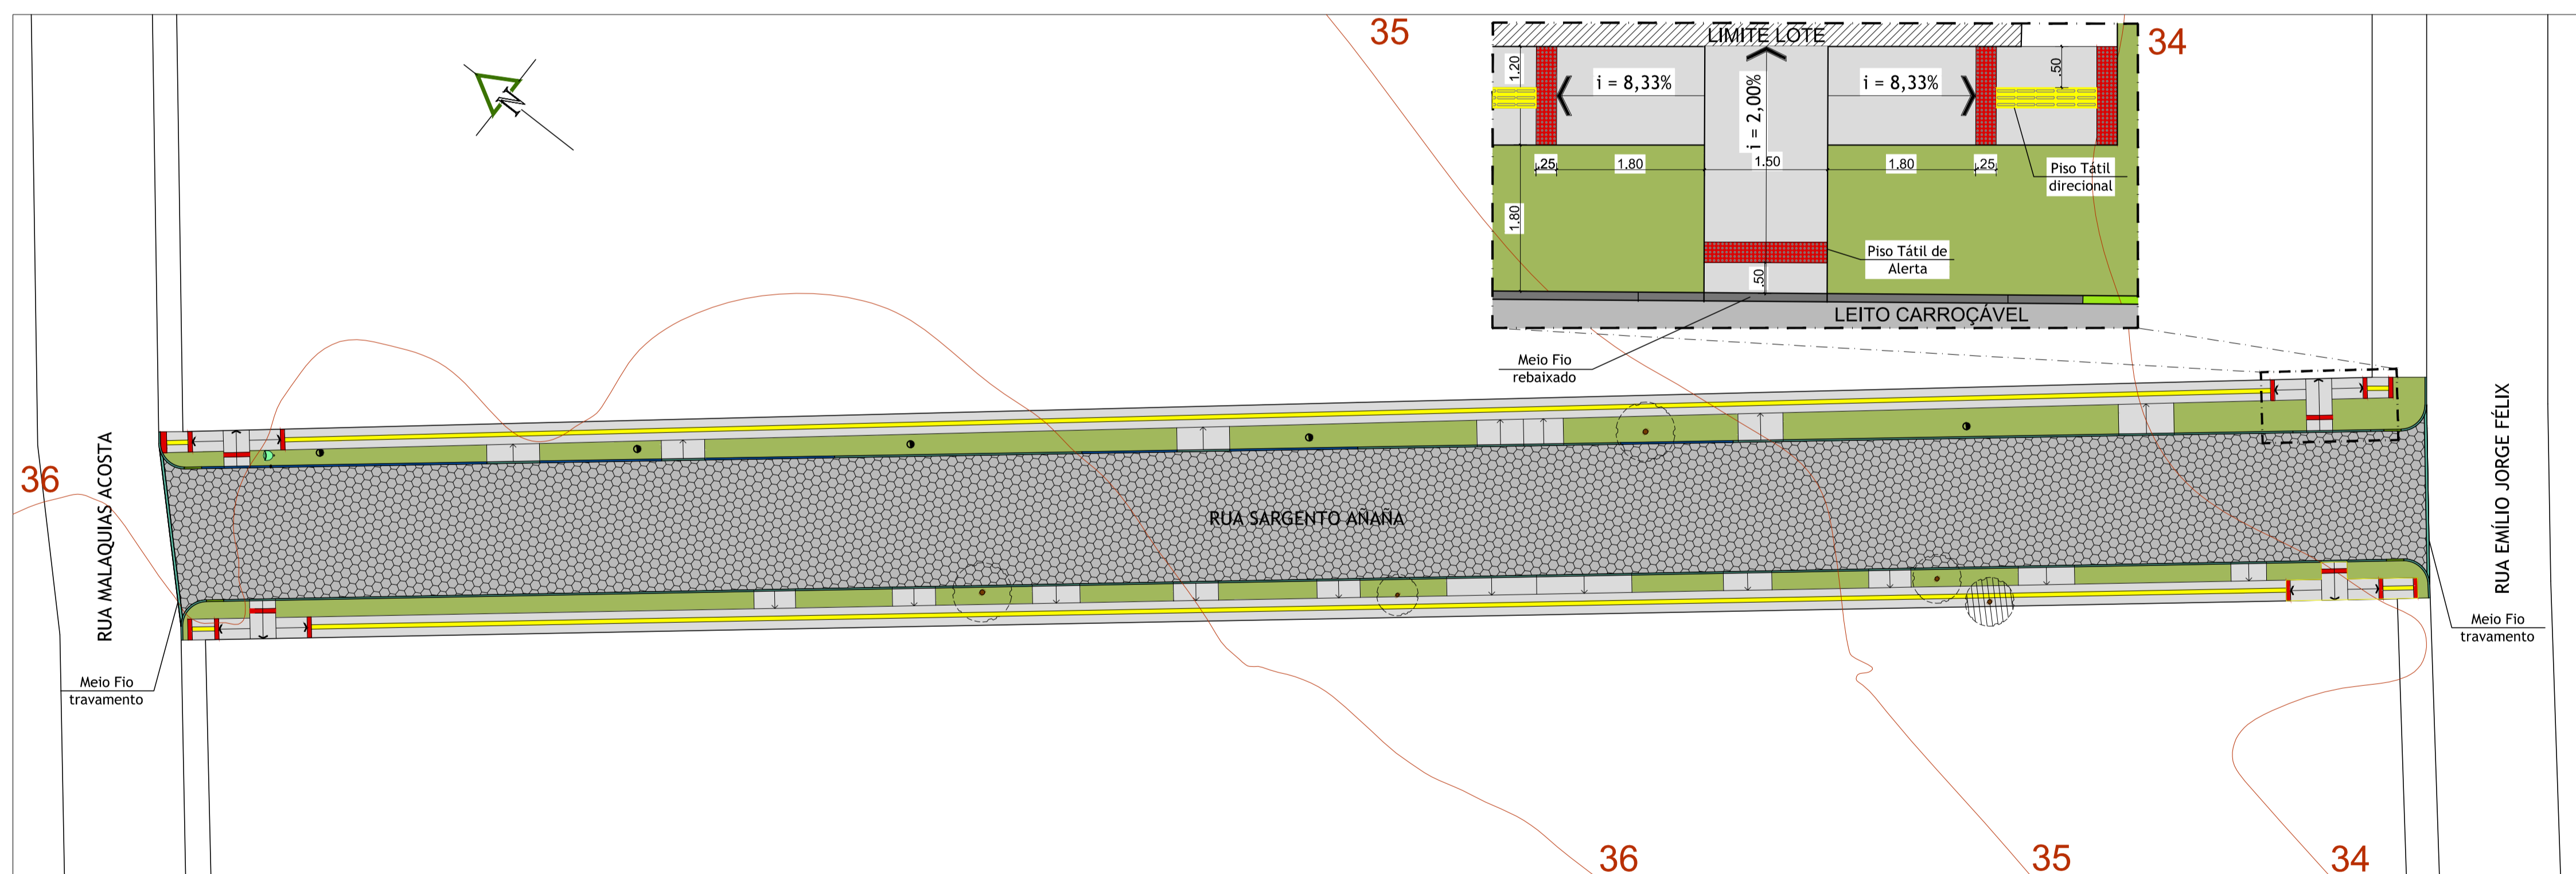 35
34
LIMITE LOTE
1.20
i = 8,33%
i = 2,00%
i = 8,33%
.50
N
.25
1.80
1.50
1.80
.25
Piso Tátil
direcional
1.80
Piso Tátil de
Alerta
.50
LEITO CARROÇÁVEL
Meio Fio
rebaixado
36
RUA MALAQUIAS ACOSTA
RUA SARGENTO AÑAÑA
RUA EMÍLIO JORGE FÉLIX
Meio Fio
travamento
Meio Fio
travamento
36
35
34